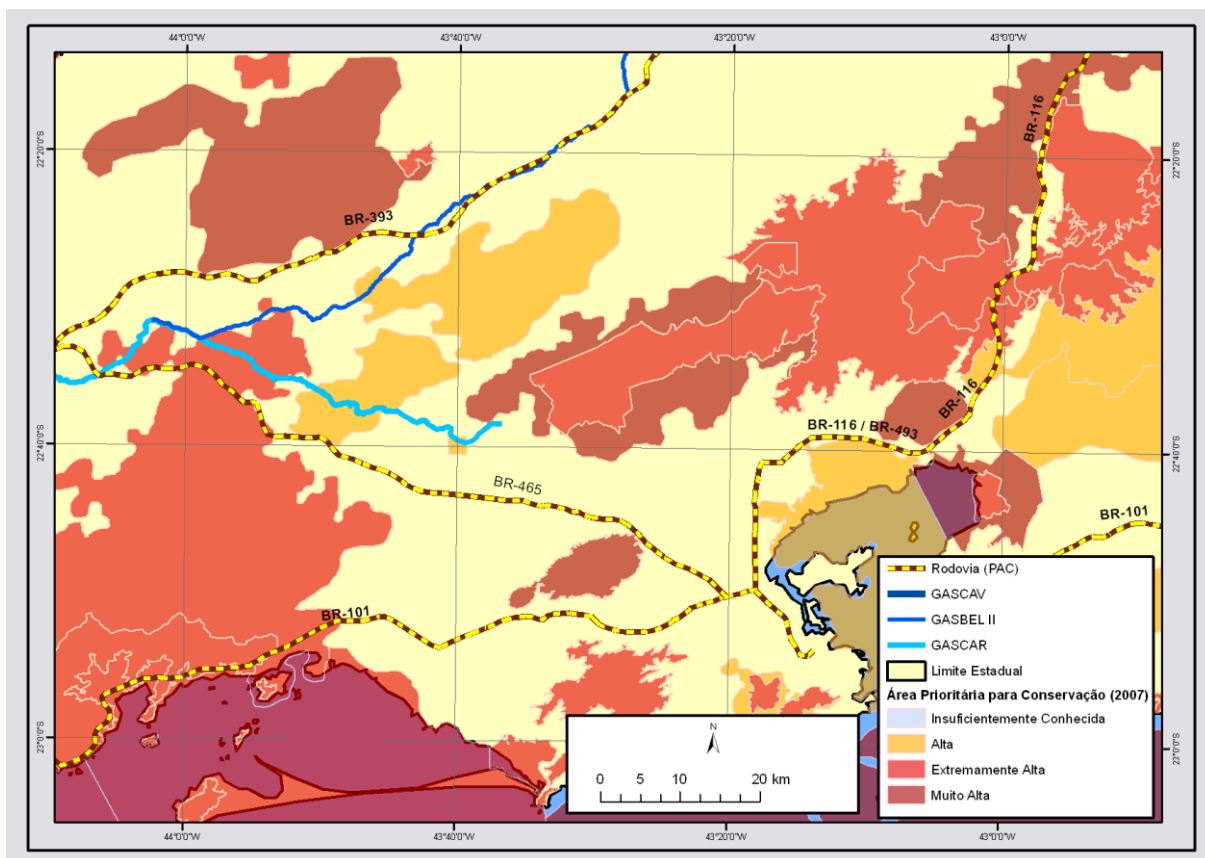 44°0'0"W
43°40'0"W
43°20'0"W
43°0'0"W
22°20'0"S
22°20'0"S
BR-116
BR-393
BR-116
BR-116 / BR-493
22°40'0"S
22°40'0"S
BR-465
BR-101
BR-101
Rodovia (PAC)
GASCAV
GASBEL II
GASCAR
Limite Estadual
Área Prioritária para Conservação (2007)
Insuficientemente Conhecida
Alta
Extremamente Alta
Muito Alta
N
0 5 10 20 km
23°0'0"S
23°0'0"S
44°0'0"W
43°40'0"W
43°20'0"W
43°0'0"W